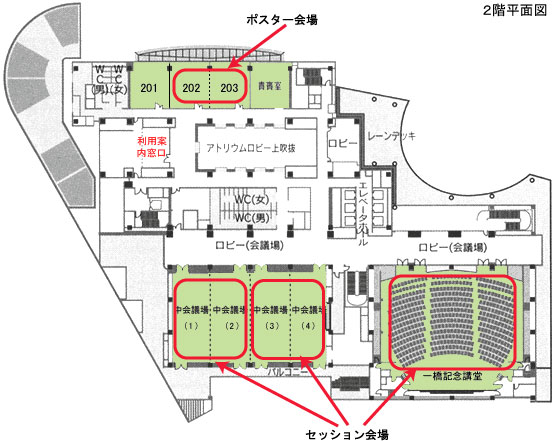 2階平面図
ポスター会場
W
C
(男)
W
C
(女)
201
202
203
貴賓室
利用案
内窓口
アトリウムロビー上吹抜
ロビー
レーンデッキ
WC(女)
WC(男)
エレベータホール
ロビー(会議場)
ロビー(会議場)
中会議場
(1)
中会議場
(2)
中会議場
(3)
中会議場
(4)
バルコニー
一橋記念講堂
セッション会場